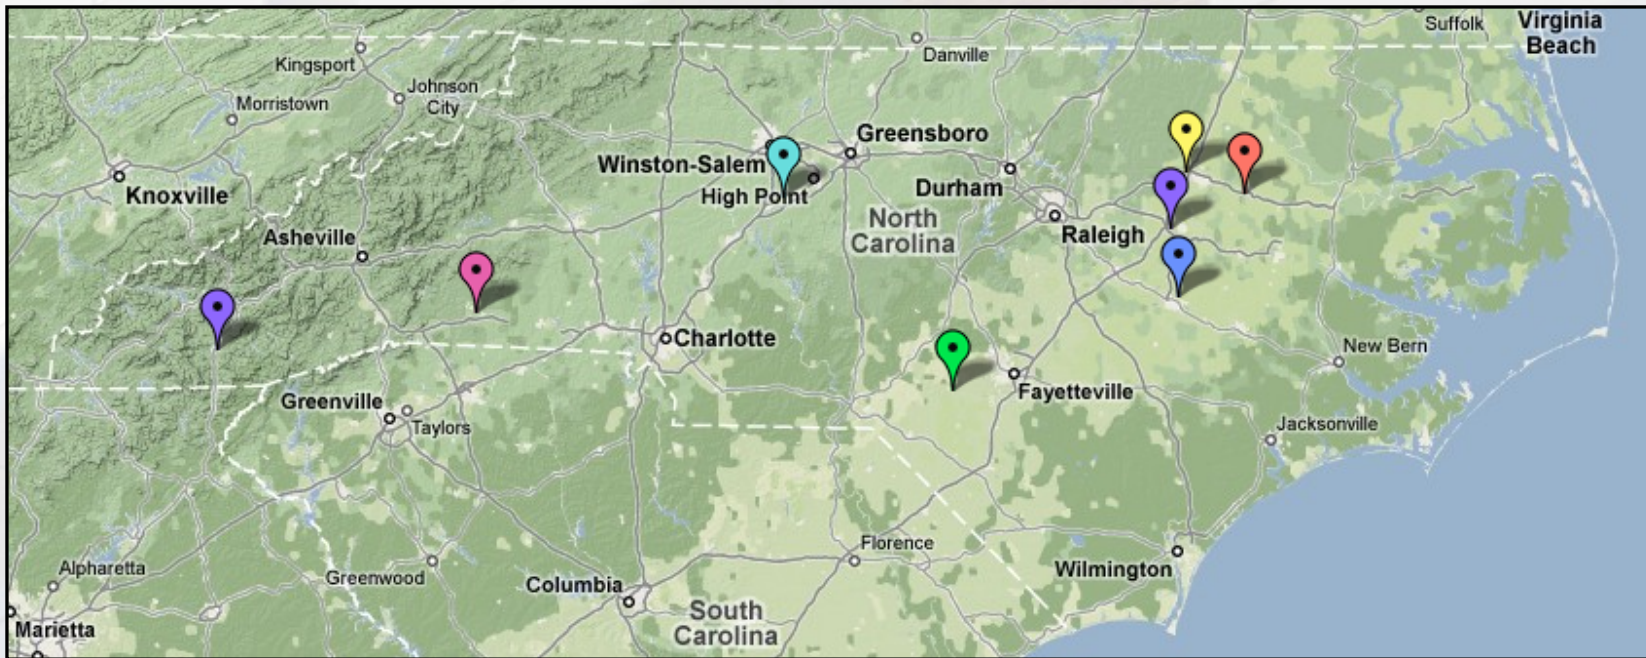 Suffolk
Virginia
Beach
Danville
Kingsport
Johnson
City
Morristown
Greensboro
Winston-Salem
High Point
Durham
Knoxville
North
Carolina
Raleigh
Asheville
Charlotte
New Bern
Fayetteville
Greenville
Taylors
Jacksonville
Florence
Wilmington
Alpharetta
Greenwood
Columbia
South
Carolina
Marietta